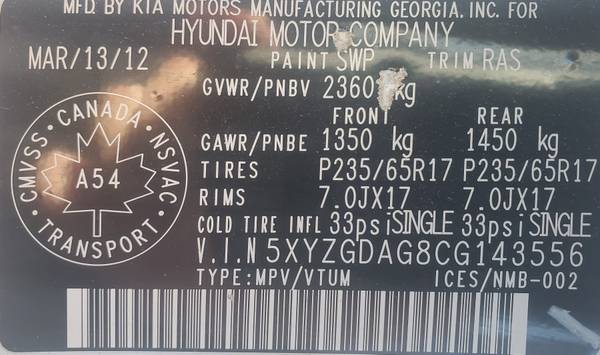 MFD BY KIA MOTORS MANUFACTURING GEORGIA. INC. FOR
HYUNDAI MOTOR COMPANY
MAR/13/12 PAINT SWP TRIM RAS
GVWR/PNBV 2360 kg
FRONT REAR
GAWR/PNBE 1350 kg 1450 kg
TIRES P235/65R17 P235/65R17
RIMS 7.0JX17 7.0JX17
COLD TIRE INFL 33psi SINGLE 33psi SINGLE
V.I.N 5XYZGDAG8CG143556
TYPE:MPV/VTUM ICES/NMB-002
CMVSS • CANADA • NSVAC • TRANSPORT •
A54